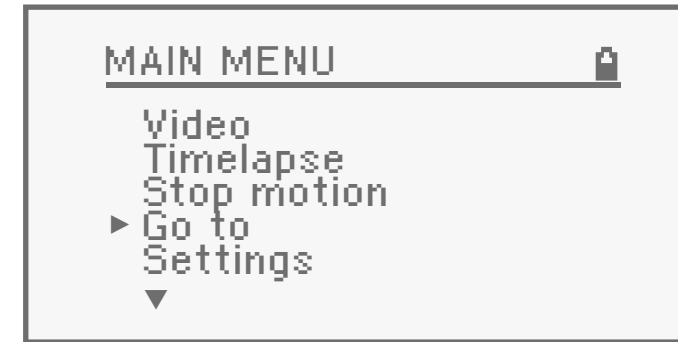 MAIN MENU
Video
Timelapse
Stop motion
Go to
Settings